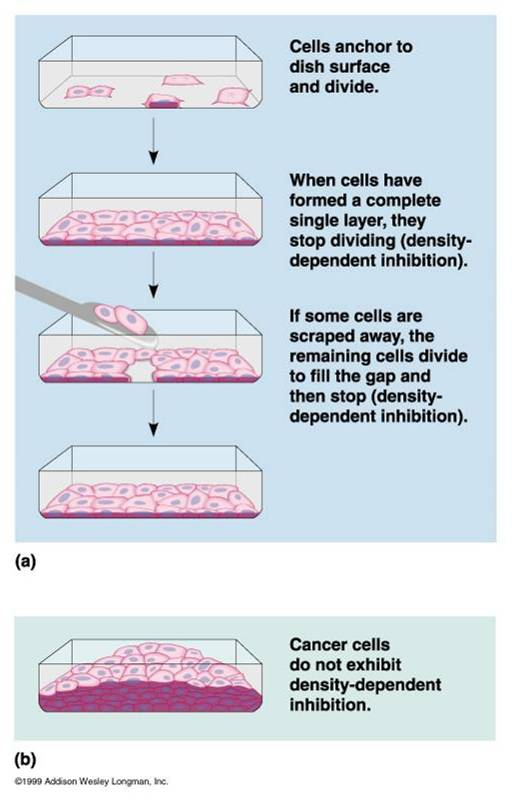 Cells anchor to
dish surface
and divide.
When cells have
formed a complete
single layer, they
stop dividing (density-
dependent inhibition).
If some cells are
scraped away, the
remaining cells divide
to fill the gap and
then stop (density-
dependent inhibition).
(a)
Cancer cells
do not exhibit
density-dependent
inhibition.
(b)
©1999 Addison Wesley Longman, Inc.